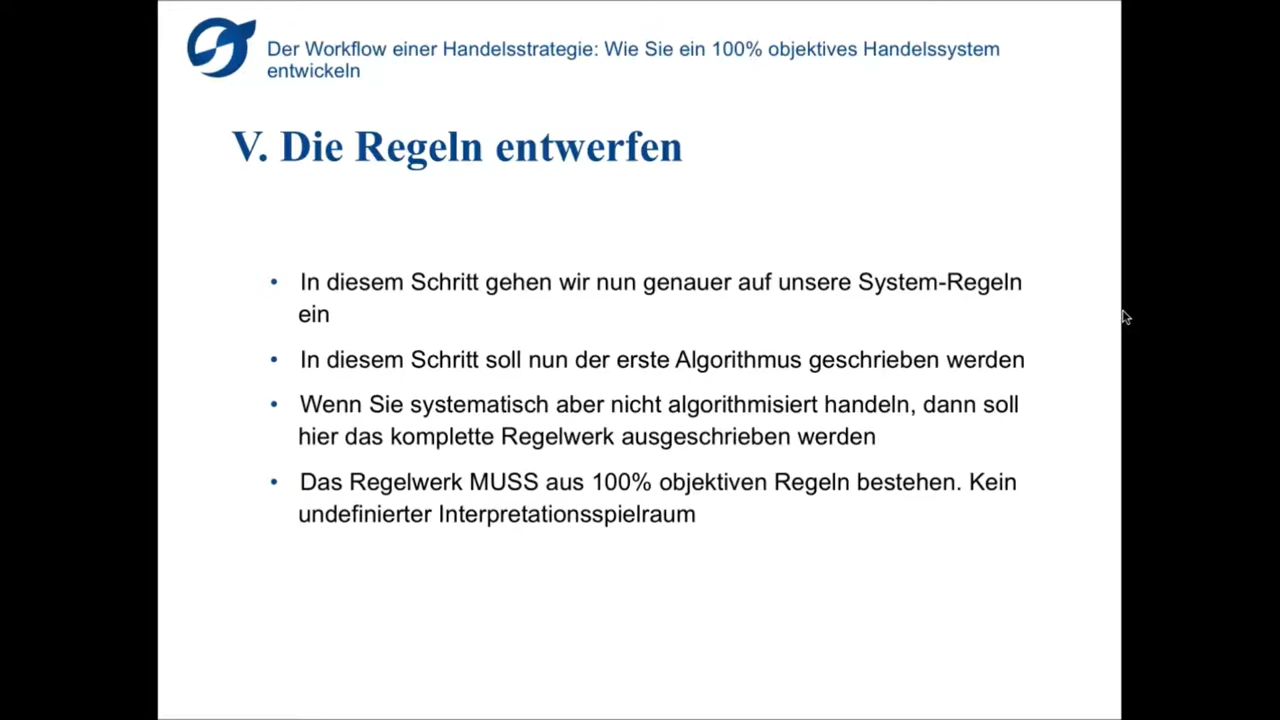 Der Workflow einer Handelsstrategie: Wie Sie ein 100% objektives Handelssystem
entwickeln
V. Die Regeln entwerfen
• In diesem Schritt gehen wir nun genauer auf unsere System-Regeln
ein
• In diesem Schritt soll nun der erste Algorithmus geschrieben werden
• Wenn Sie systematisch aber nicht algorithmisiert handeln, dann soll
hier das komplette Regelwerk ausgeschrieben werden
• Das Regelwerk MUSS aus 100% objektiven Regeln bestehen. Kein
undefinierter Interpretationsspielraum